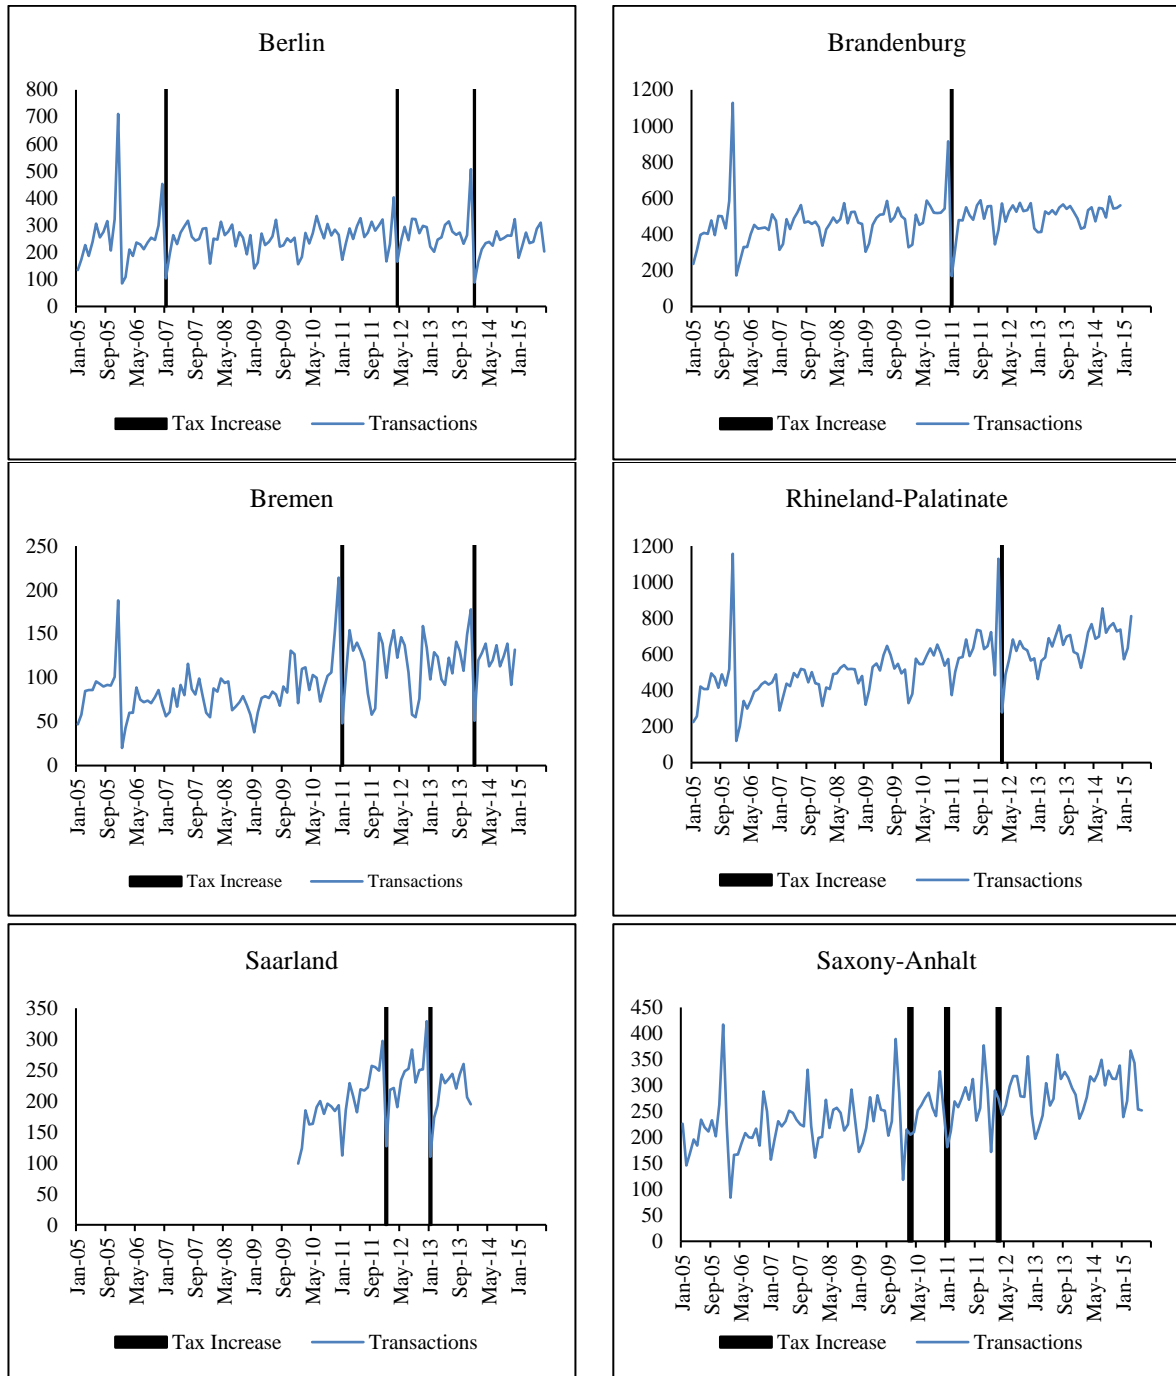 Berlin
800
700
600
500
400
300
200
100
0
Jan-05
Sep-05
May-06
Jan-07
Sep-07
May-08
Jan-09
Sep-09
May-10
Jan-11
Sep-11
May-12
Jan-13
Sep-13
May-14
Jan-15
Tax Increase Transactions
Brandenburg
1200
1000
800
600
400
200
0
Jan-05
Sep-05
May-06
Jan-07
Sep-07
May-08
Jan-09
Sep-09
May-10
Jan-11
Sep-11
May-12
Jan-13
Sep-13
May-14
Jan-15
Tax Increase Transactions
Bremen
250
200
150
100
50
0
Jan-05
Sep-05
May-06
Jan-07
Sep-07
May-08
Jan-09
Sep-09
May-10
Jan-11
Sep-11
May-12
Jan-13
Sep-13
May-14
Jan-15
Tax Increase Transactions
Rhineland-Palatinate
1200
1000
800
600
400
200
0
Jan-05
Sep-05
May-06
Jan-07
Sep-07
May-08
Jan-09
Sep-09
May-10
Jan-11
Sep-11
May-12
Jan-13
Sep-13
May-14
Jan-15
Tax Increase Transactions
Saarland
350
300
250
200
150
100
50
0
Jan-05
Sep-05
May-06
Jan-07
Sep-07
May-08
Jan-09
Sep-09
May-10
Jan-11
Sep-11
May-12
Jan-13
Sep-13
May-14
Jan-15
Tax Increase Transactions
Saxony-Anhalt
450
400
350
300
250
200
150
100
50
0
Jan-05
Sep-05
May-06
Jan-07
Sep-07
May-08
Jan-09
Sep-09
May-10
Jan-11
Sep-11
May-12
Jan-13
Sep-13
May-14
Jan-15
Tax Increase Transactions